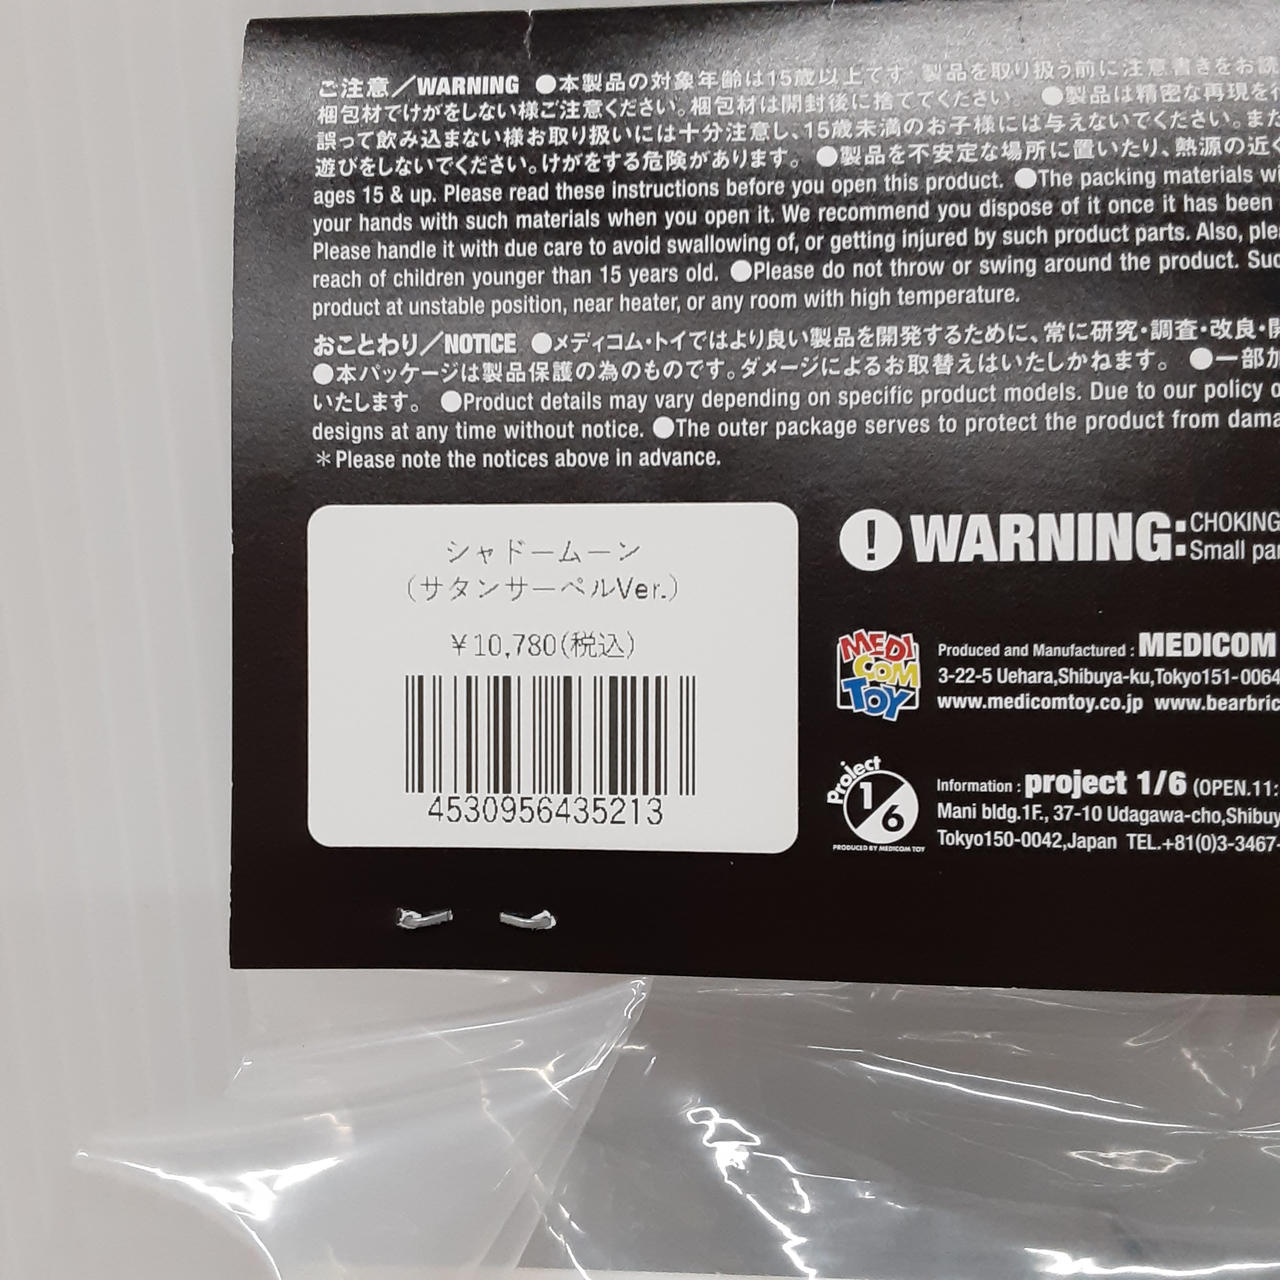 ご注意／WARNING ●本製品の対象年齢は15歳以上です 製品を取り扱う前に注意書きをお読
梱包材でけがをしない様ご注意ください。梱包材は開封後に捨ててください。 ●製品は精密な再現を行
誤って飲み込まない様お取り扱いには十分注意し、15歳未満のお子様には与えないでください。また
遊びをしないでください。けがをする危険があります。 ●製品を不安定な場所に置いたり、熱源の近く
ages 15 & up. Please read these instructions before you open this product. ●The packing materials wi
your hands with such materials when you open it. We recommend you dispose of it once it has been
Please handle it with due care to avoid swallowing of, or getting injured by such product parts. Also, ple
reach of children younger than 15 years old. ●Please do not throw or swing around the product. Suc
product at unstable position, near heater, or any room with high temperature.
おことわり／NOTICE ●メディコム・トイではより良い製品を開発するために、常に研究・調査・改良・開
●本パッケージは製品保護の為のものです。ダメージによるお取替えはいたしかねます。 ●一部加
いたします。 ●Product details may vary depending on specific product models. Due to our policy o
designs at any time without notice. ●The outer package serves to protect the product from dama
＊Please note the notices above in advance.
シャドームーン
（サタンサーベルVer.）
￥10,780(税込)
4530956435213
! WARNING: CHOKING
Small par
MEDI
COM
TOY
Produced and Manufactured : MEDICOM
3-22-5 Uehara,Shibuya-ku,Tokyo151-0064
www.medicomtoy.co.jp www.bearbric
Project
1/6
PRODUCED BY MEDICOM TOY
Information : project 1/6 (OPEN.11:
Mani bldg.1F., 37-10 Udagawa-cho,Shibuy
Tokyo150-0042,Japan TEL.+81(0)3-3467-